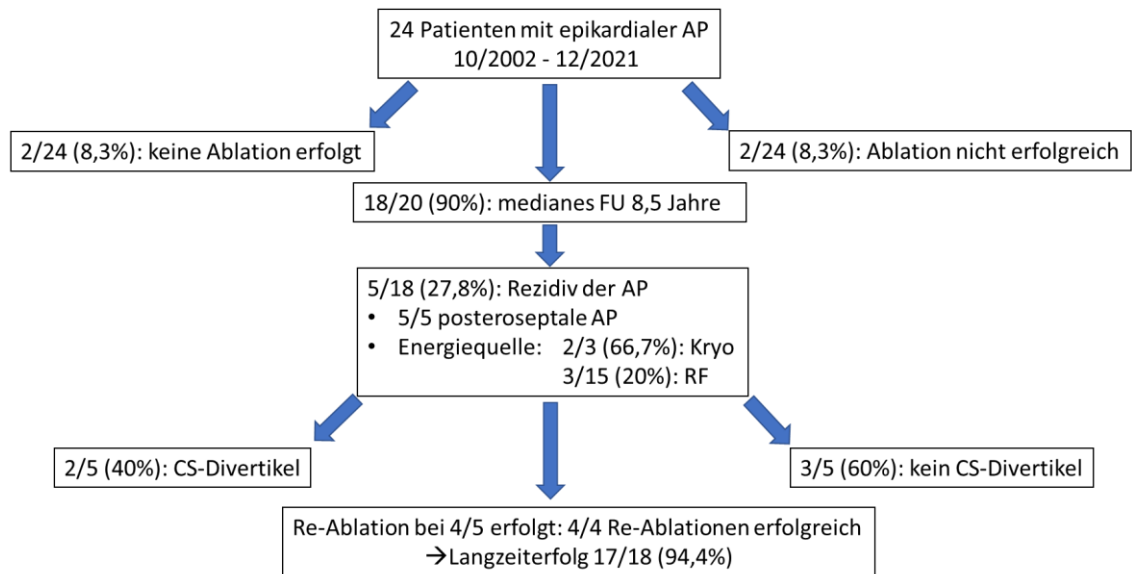 24 Patienten mit epikardialer AP
10/2002 - 12/2021
2/24 (8,3%): keine Ablation erfolgt
2/24 (8,3%): Ablation nicht erfolgreich
18/20 (90%): medianes FU 8,5 Jahre
5/18 (27,8%): Rezidiv der AP
• 5/5 posteroseptale AP
• Energiequelle: 2/3 (66,7%): Kryo
3/15 (20%): RF
2/5 (40%): CS-Divertikel
3/5 (60%): kein CS-Divertikel
Re-Ablation bei 4/5 erfolgt: 4/4 Re-Ablationen erfolgreich
→Langzeiterfolg 17/18 (94,4%)